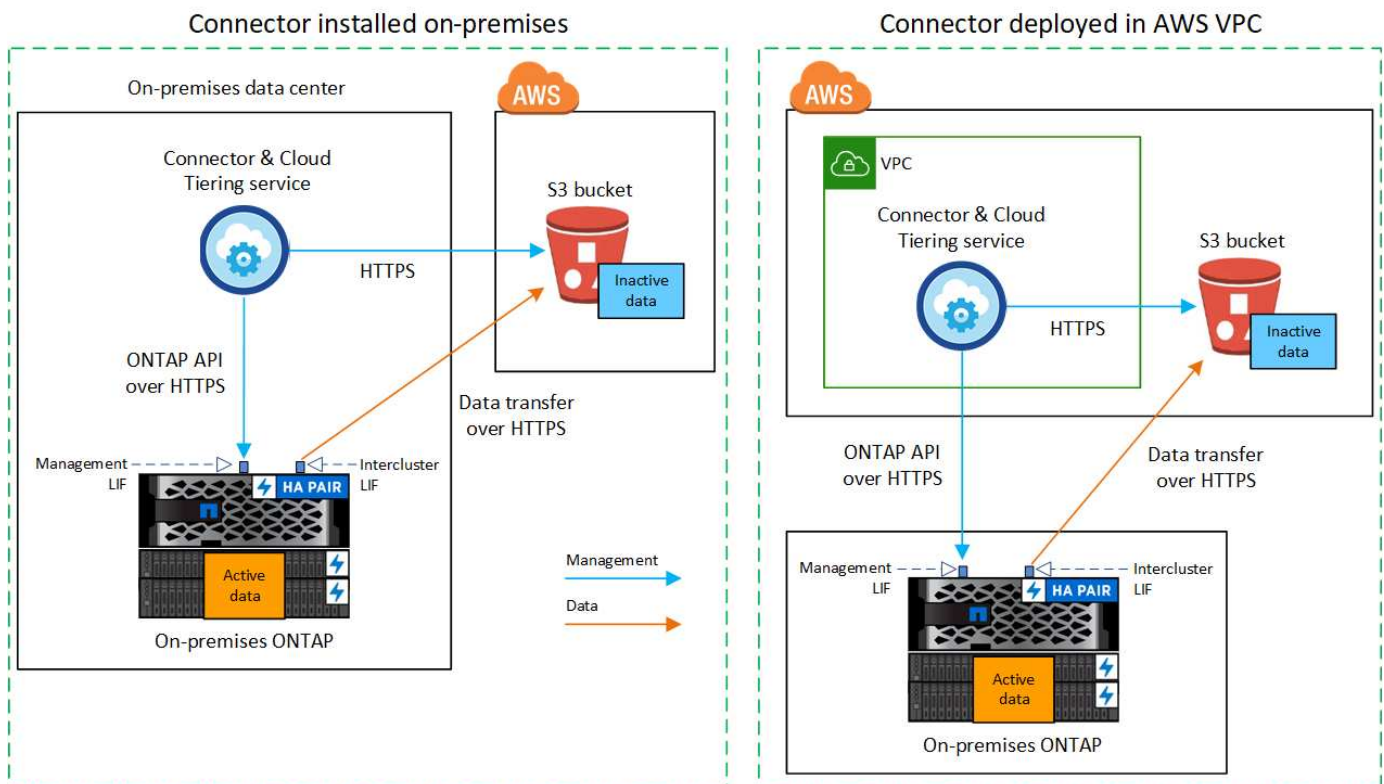 Connector installed on-premises
On-premises data center
AWS
Connector & Cloud
Tiering service
S3 bucket
HTTPS
Inactive
data
ONTAP API
over HTTPS
Data transfer
over HTTPS
Management
LIF
Intercluster
LIF
HA PAIR
Active
data
On-premises ONTAP
Management
Data
Connector deployed in AWS VPC
AWS
VPC
Connector & Cloud
Tiering service
S3 bucket
HTTPS
Inactive
data
ONTAP API
over HTTPS
Data transfer
over HTTPS
Management
LIF
Intercluster
LIF
HA PAIR
Active
data
On-premises ONTAP